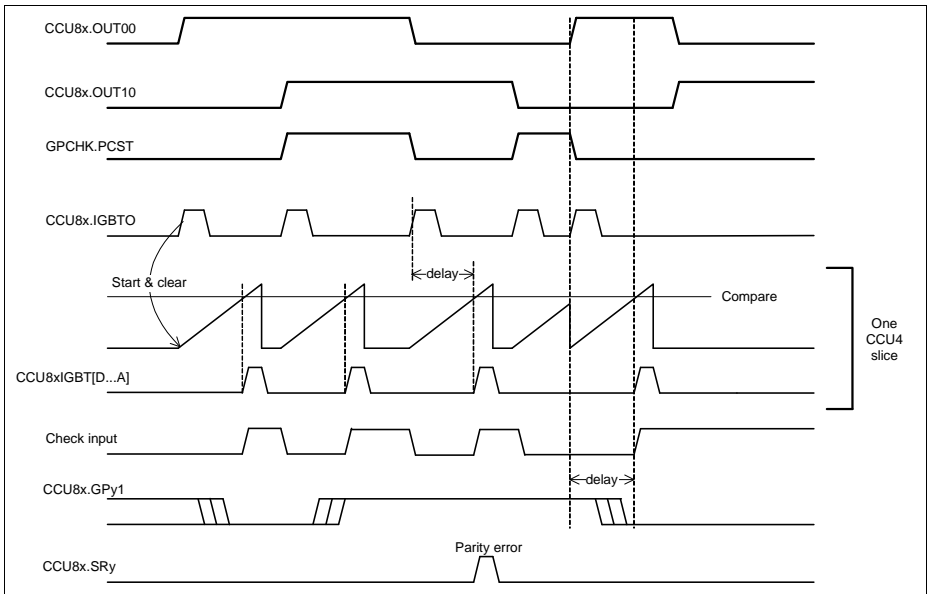 CCU8x.OUT00
CCU8x.OUT10
GPCHK.PCST
CCU8x.IGBTO
delay
Start & clear
Compare
One
CCU4
slice
CCU8xIGBT[D...A]
Check input
delay
CCU8x.GPy1
Parity error
CCU8x.SRy